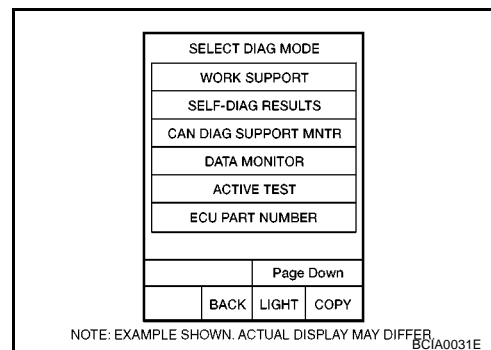 SELECT DIAG MODE
WORK SUPPORT
SELF-DIAG RESULTS
CAN DIAG SUPPORT MNTR
DATA MONITOR
ACTIVE TEST
ECU PART NUMBER
Page Down
BACK LIGHT COPY
NOTE: EXAMPLE SHOWN. ACTUAL DISPLAY MAY DIFFER
BCIA0031E